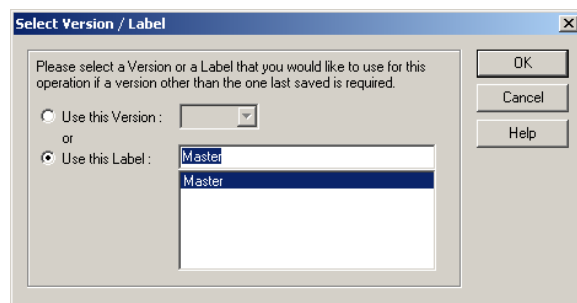 Select Version / Label
Please select a Version or a Label that you would like to use for this
operation if a version other than the one last saved is required.
Use this Version :
or
Use this Label :
Master
Master
OK
Cancel
Help